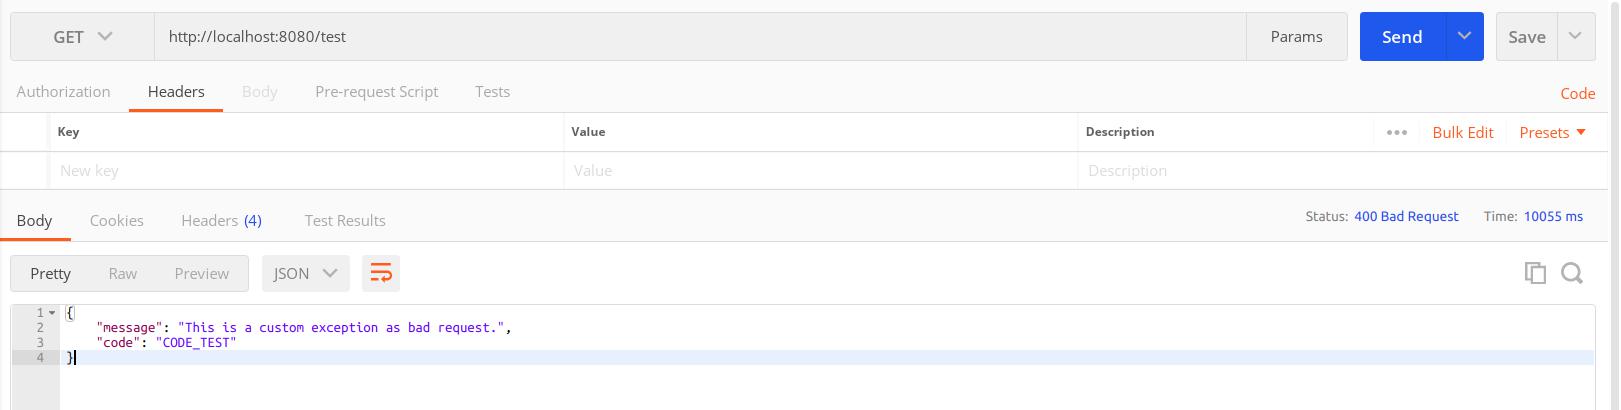 GET http://localhost:8080/test Params Send Save
Authorization Headers Body Pre-request Script Tests Code
Key Value Description Bulk Edit Presets
New key Value Description
Body Cookies Headers (4) Test Results Status: 400 Bad Request Time: 10055 ms
Pretty Raw Preview JSON
1 {
2 "message": "This is a custom exception as bad request.",
3 "code": "CODE_TEST"
4 }